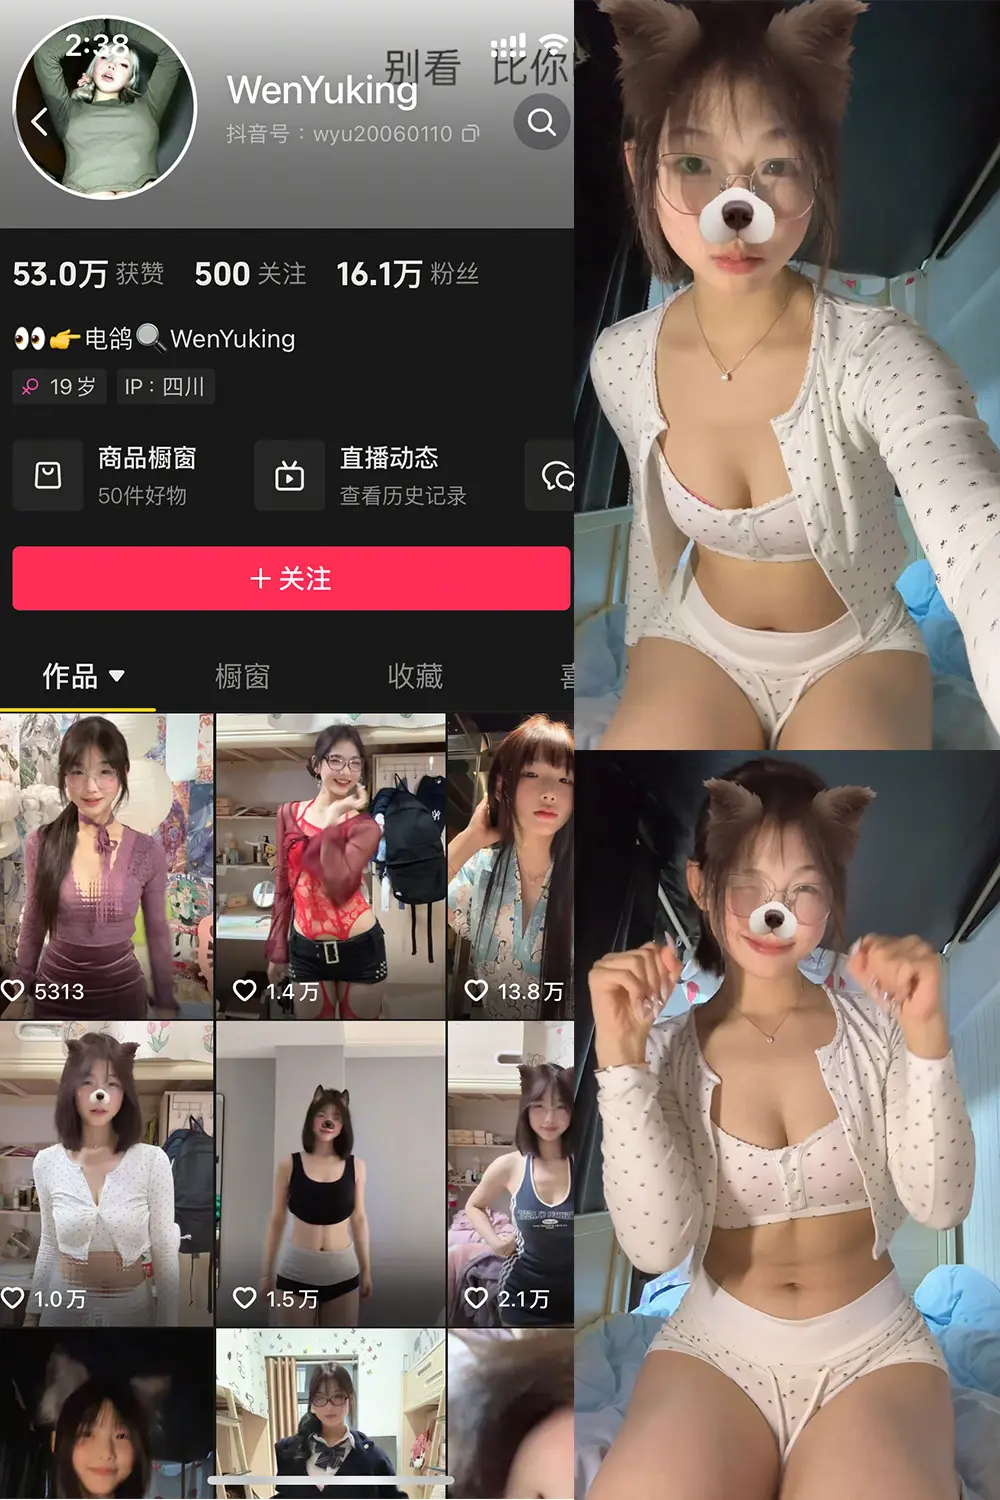 2:38
别看 比你
WenYuking
抖音号：wyu20060110
53.0万 获赞 500 关注 16.1万 粉丝
👀👉电鸽🔍WenYuking
19岁 IP：四川
商品橱窗 直播动态
50件好物 查看历史记录
＋关注
作品 橱窗 收藏 喜
5313 1.4万 13.8万
1.0万 1.5万 2.1万